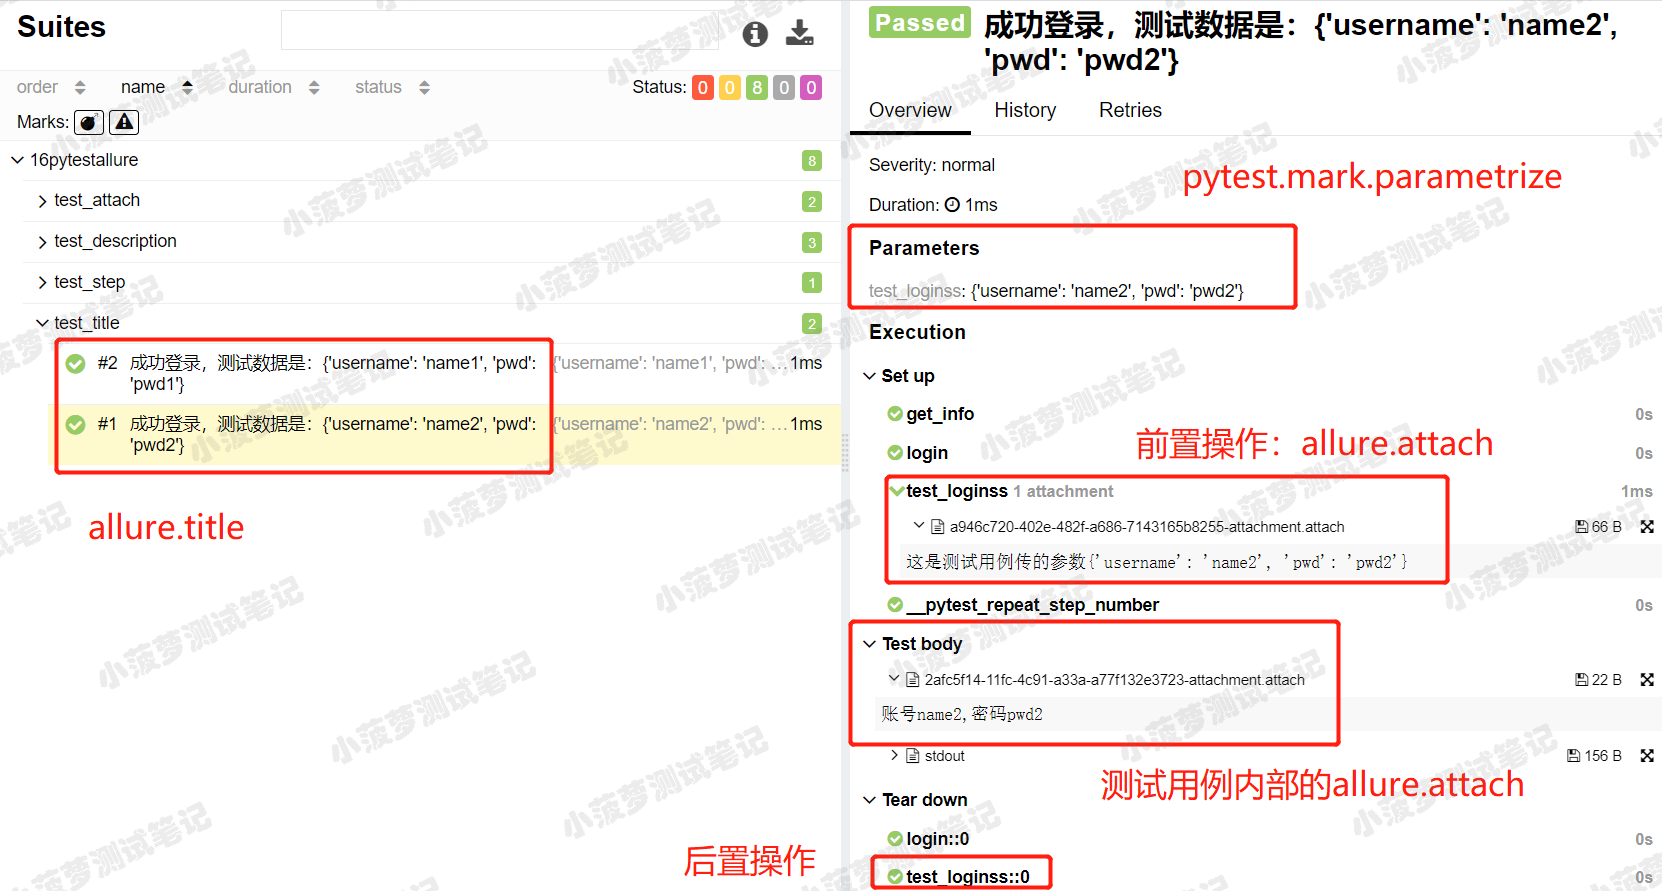 Suites
order name duration status Status: 0 0 8 0 0
Marks:
16pytestallure 8
test_attach 2
test_description 3
test_step 1
test_title 2
#2 成功登录，测试数据是：{'username': 'name1', 'pwd': {'username': 'name1', 'pwd': ... 1ms
'pwd1'}
#1 成功登录，测试数据是：{'username': 'name2', 'pwd': {'username': 'name2', 'pwd': ... 1ms
'pwd2'}
allure.title
后置操作
Passed 成功登录，测试数据是：{'username': 'name2',
'pwd': 'pwd2'}
Overview History Retries
Severity: normal
pytest.mark.parametrize
Duration: 1ms
Parameters
test_loginss: {'username': 'name2', 'pwd': 'pwd2'}
Execution
Set up
get_info 0s
前置操作：allure.attach
login 0s
test_loginss 1 attachment 1ms
a946c720-402e-482f-a686-7143165b8255-attachment.attach 66 B
这是测试用例传的参数{'username': 'name2', 'pwd': 'pwd2'}
__pytest_repeat_step_number 0s
Test body
2afc5f14-11fc-4c91-a33a-a77f132e3723-attachment.attach 22 B
账号name2,密码pwd2
stdout 156 B
测试用例内部的allure.attach
Tear down
login::0 0s
test_loginss::0 0s
小菠萝测试笔记